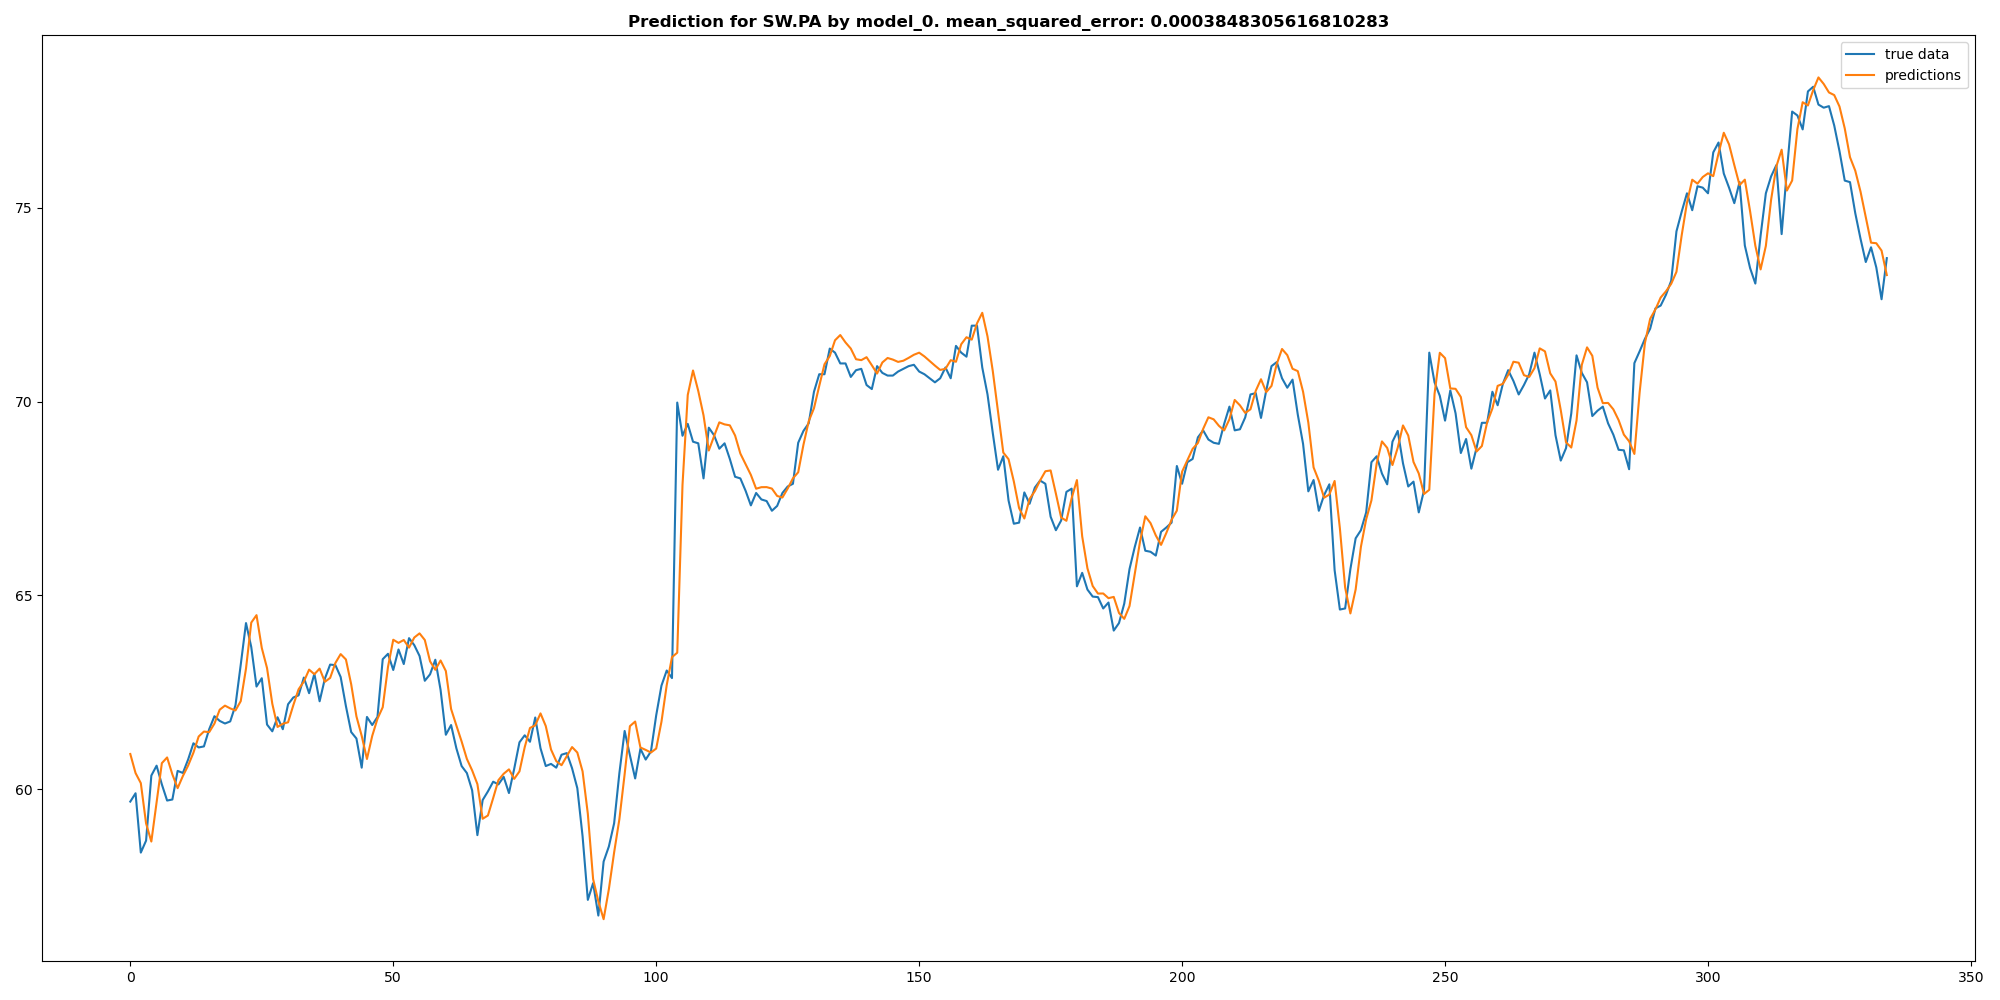 Prediction for SW.PA by model_0. mean_squared_error: 0.0003848305616810283
true data
predictions
75
70
65
60
0 50 100 150 200 250 300 350